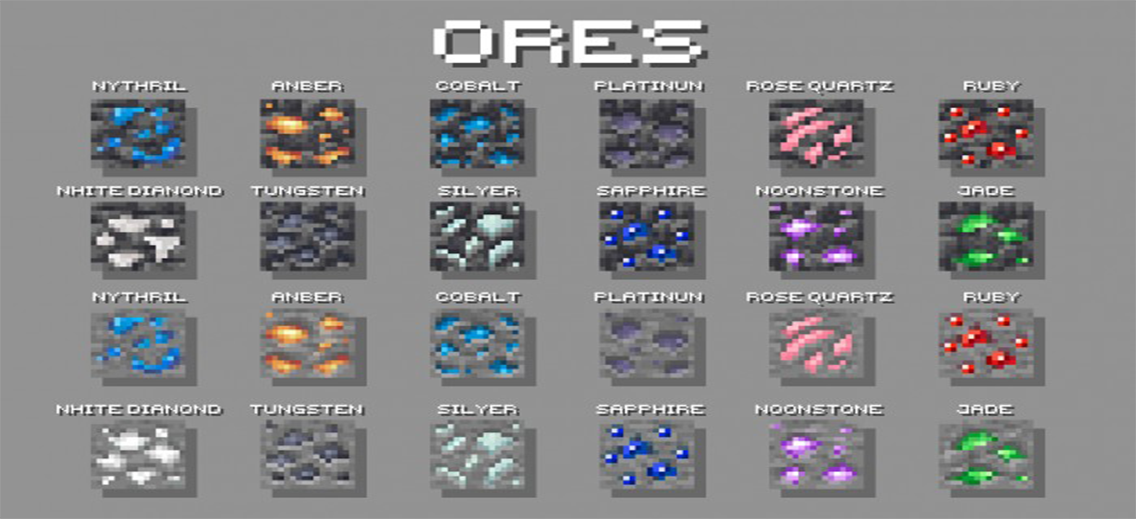 ORES
NYTHRIL ANBER COBALT PLATINUN ROSE QUARTZ RUBY
NHITE DIANOND TUNGSTEN SILYER SAPPHIRE NOONSTONE JADE
NYTHRIL ANBER COBALT PLATINUN ROSE QUARTZ RUBY
NHITE DIANOND TUNGSTEN SILYER SAPPHIRE NOONSTONE JADE